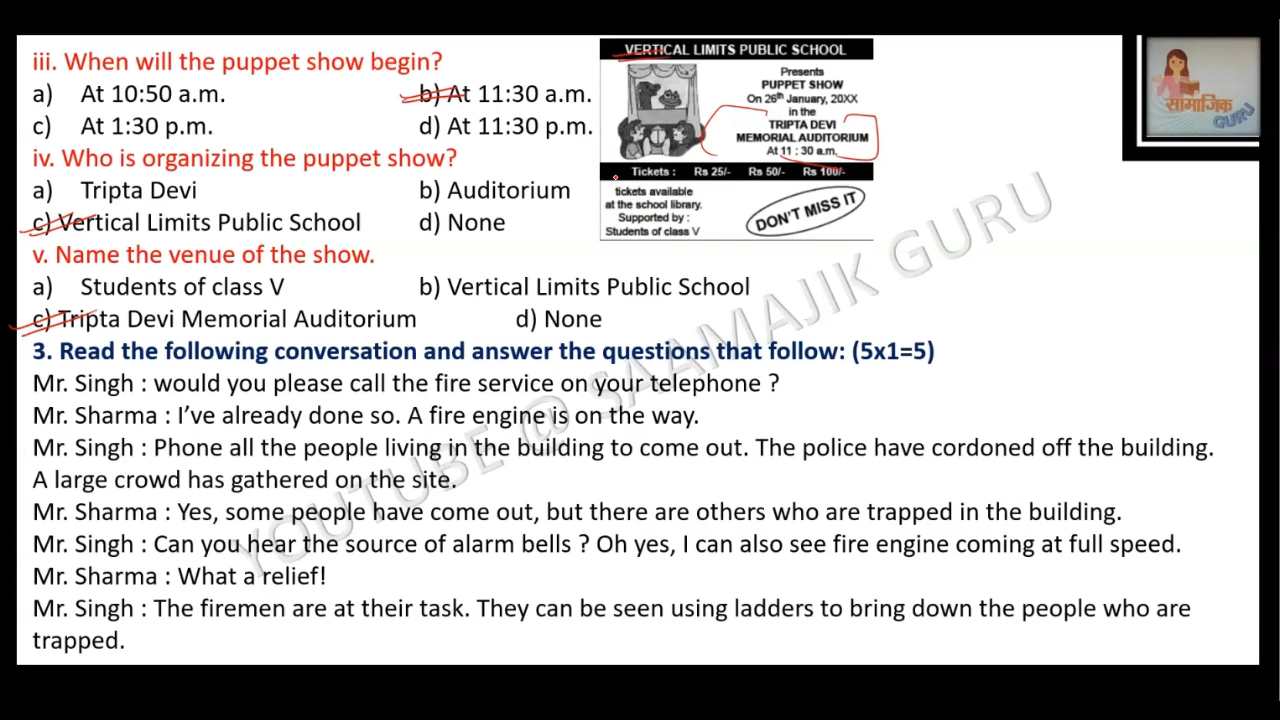 iii. When will the puppet show begin?
a) At 10:50 a.m. b) At 11:30 a.m.
c) At 1:30 p.m. d) At 11:30 p.m.
iv. Who is organizing the puppet show?
a) Tripta Devi b) Auditorium
c) Vertical Limits Public School d) None
v. Name the venue of the show.
a) Students of class V b) Vertical Limits Public School
c) Tripta Devi Memorial Auditorium d) None
VERTICAL LIMITS PUBLIC SCHOOL
Presents
PUPPET SHOW
On 26th January, 20XX
in the
TRIPTA DEVI
MEMORIAL AUDITORIUM
At 11 : 30 a.m.
Tickets : Rs 25/- Rs 50/- Rs 100/-
tickets available
at the school library.
Supported by :
Students of class V
DON'T MISS IT
सामाजिक
GURU
3. Read the following conversation and answer the questions that follow: (5x1=5)
Mr. Singh : would you please call the fire service on your telephone ?
Mr. Sharma : I’ve already done so. A fire engine is on the way.
Mr. Singh : Phone all the people living in the building to come out. The police have cordoned off the building.
A large crowd has gathered on the site.
Mr. Sharma : Yes, some people have come out, but there are others who are trapped in the building.
Mr. Singh : Can you hear the source of alarm bells ? Oh yes, I can also see fire engine coming at full speed.
Mr. Sharma : What a relief!
Mr. Singh : The firemen are at their task. They can be seen using ladders to bring down the people who are
trapped.
YOUTUBE @ SAAMAJIK GURU